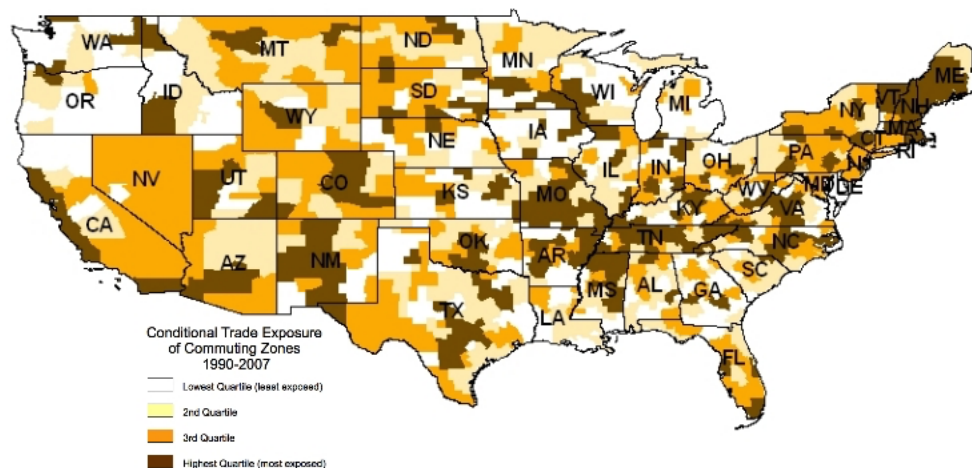 WA
MT
ND
MN
ME
OR
ID
WY
SD
WI
MI
NY
VT
NH
MA
CT
RI
NE
IA
PA
NJ
NV
UT
CO
KS
MO
IL
IN
OH
WV
MD
DE
VA
KY
CA
AZ
NM
OK
AR
TN
NC
SC
TX
LA
MS
AL
GA
FL
Conditional Trade Exposure
of Commuting Zones
1990-2007
Lowest Quartile (least exposed)
2nd Quartile
3rd Quartile
Highest Quartile (most exposed)